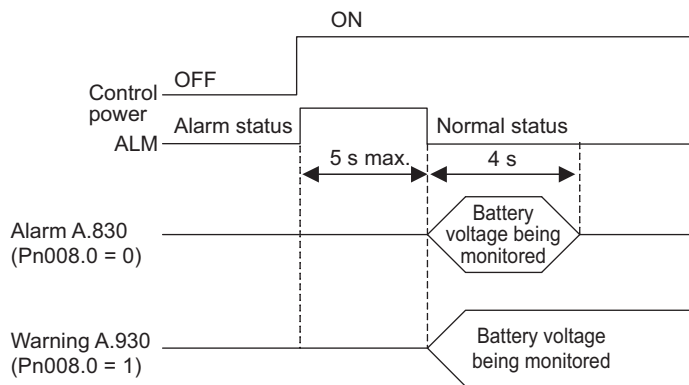 ON
OFF
Control
power
ALM
Alarm status
Normal status
5 s max.
4 s
Alarm A.830
(Pn008.0 = 0)
Battery
voltage being
monitored
Warning A.930
(Pn008.0 = 1)
Battery voltage
being monitored